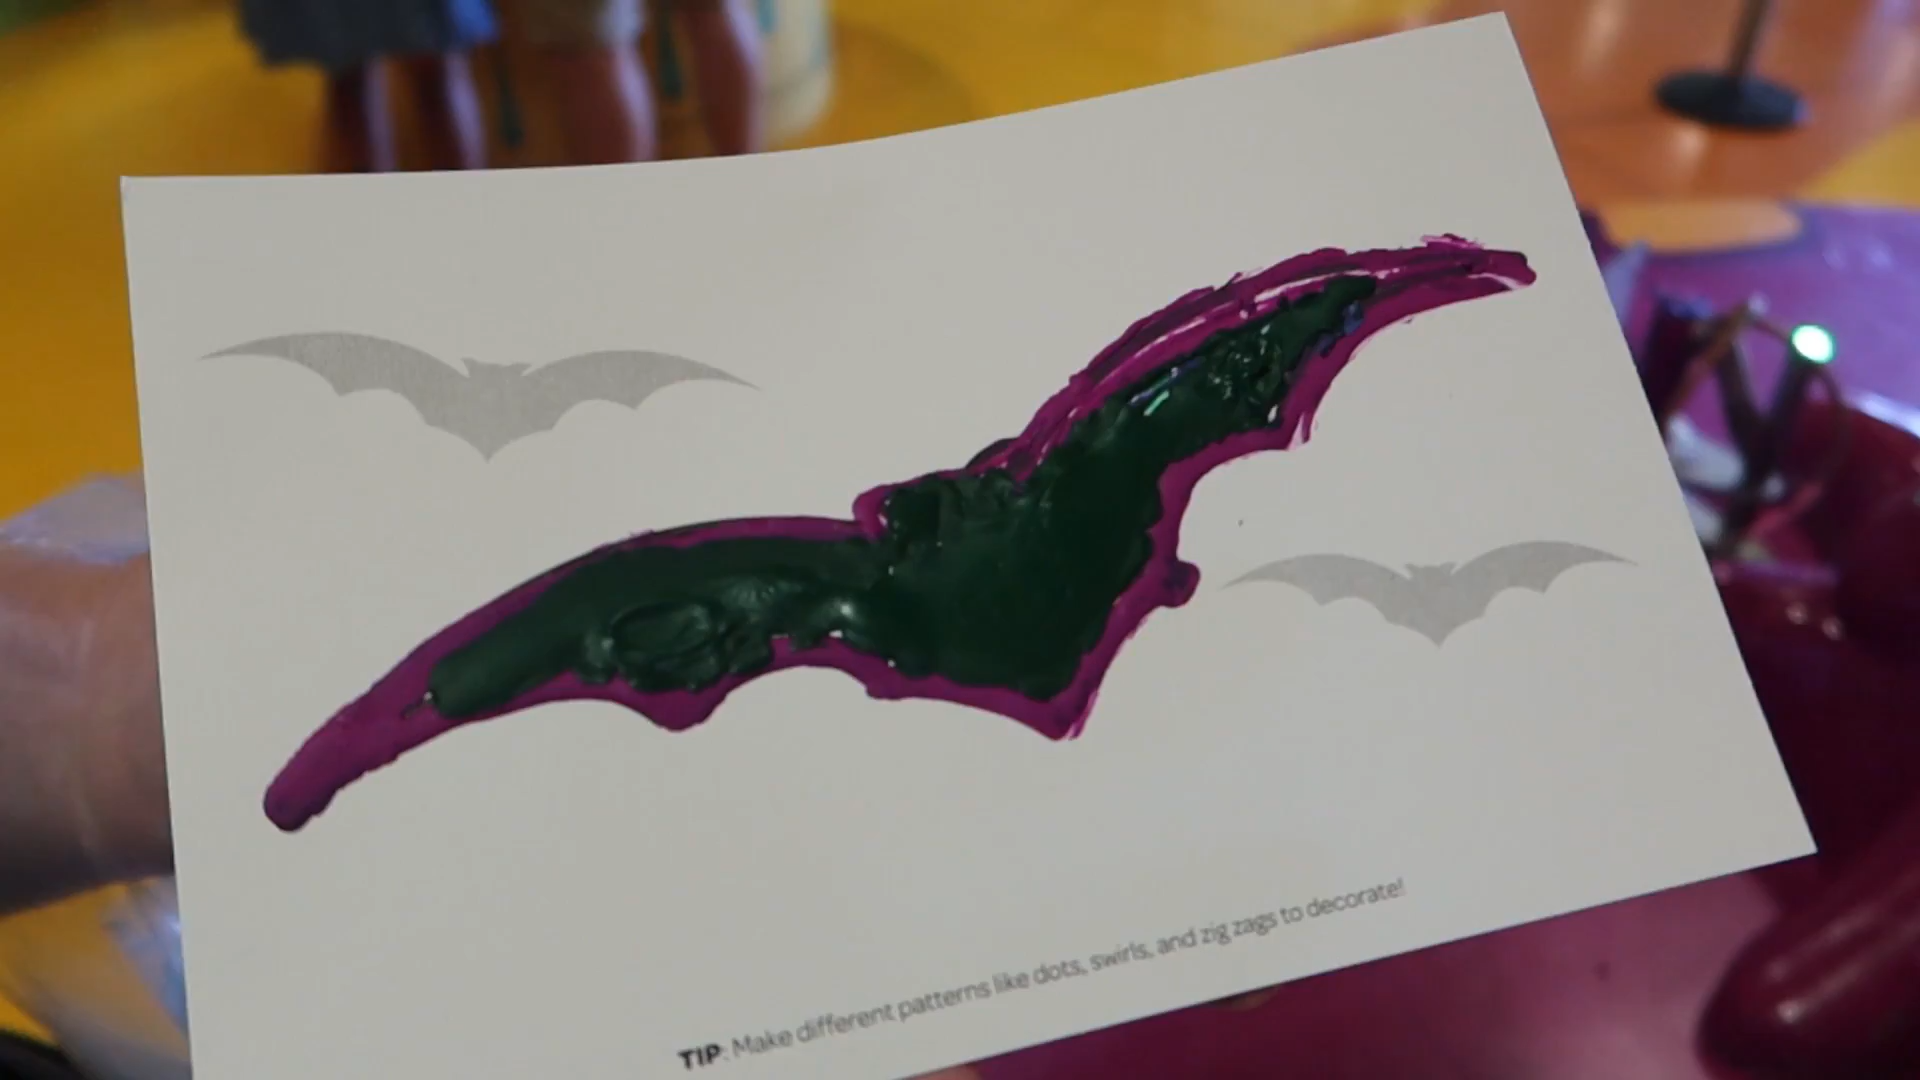 TIP: Make different patterns like dots, swirls, and zig zags to decorate!